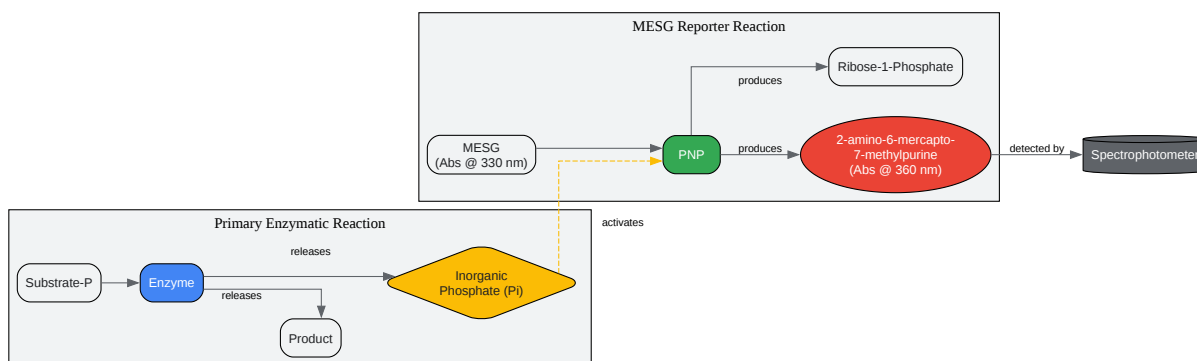 MESG Reporter Reaction
Ribose-1-Phosphate
produces
MESG
(Abs @ 330 nm)
PNP
produces
2-amino-6-mercapto-
7-methylpurine
(Abs @ 360 nm)
detected by
Spectrophotometer
Primary Enzymatic Reaction
activates
Substrate-P
Enzyme
releases
releases
Inorganic
Phosphate (Pi)
Product